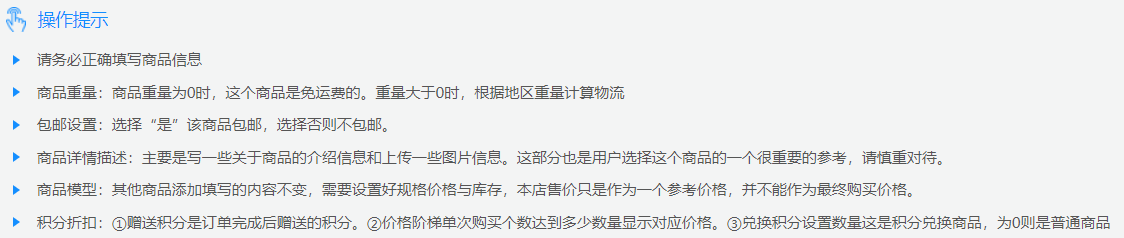 操作提示
请务必正确填写商品信息
商品重量：商品重量为0时，这个商品是免运费的。重量大于0时，根据地区重量计算物流
包邮设置：选择“是”该商品包邮，选择否则不包邮。
商品详情描述：主要是写一些关于商品的介绍信息和上传一些图片信息。这部分也是用户选择这个商品的一个很重要的参考，请慎重对待。
商品模型：其他商品添加填写的内容不变，需要设置好规格价格与库存，本店售价只是作为一个参考价格，并不能作为最终购买价格。
积分折扣：①赠送积分是订单完成后赠送的积分。②价格阶梯单次购买个数达到多少数量显示对应价格。③兑换积分设置数量这是积分兑换商品，为0则是普通商品